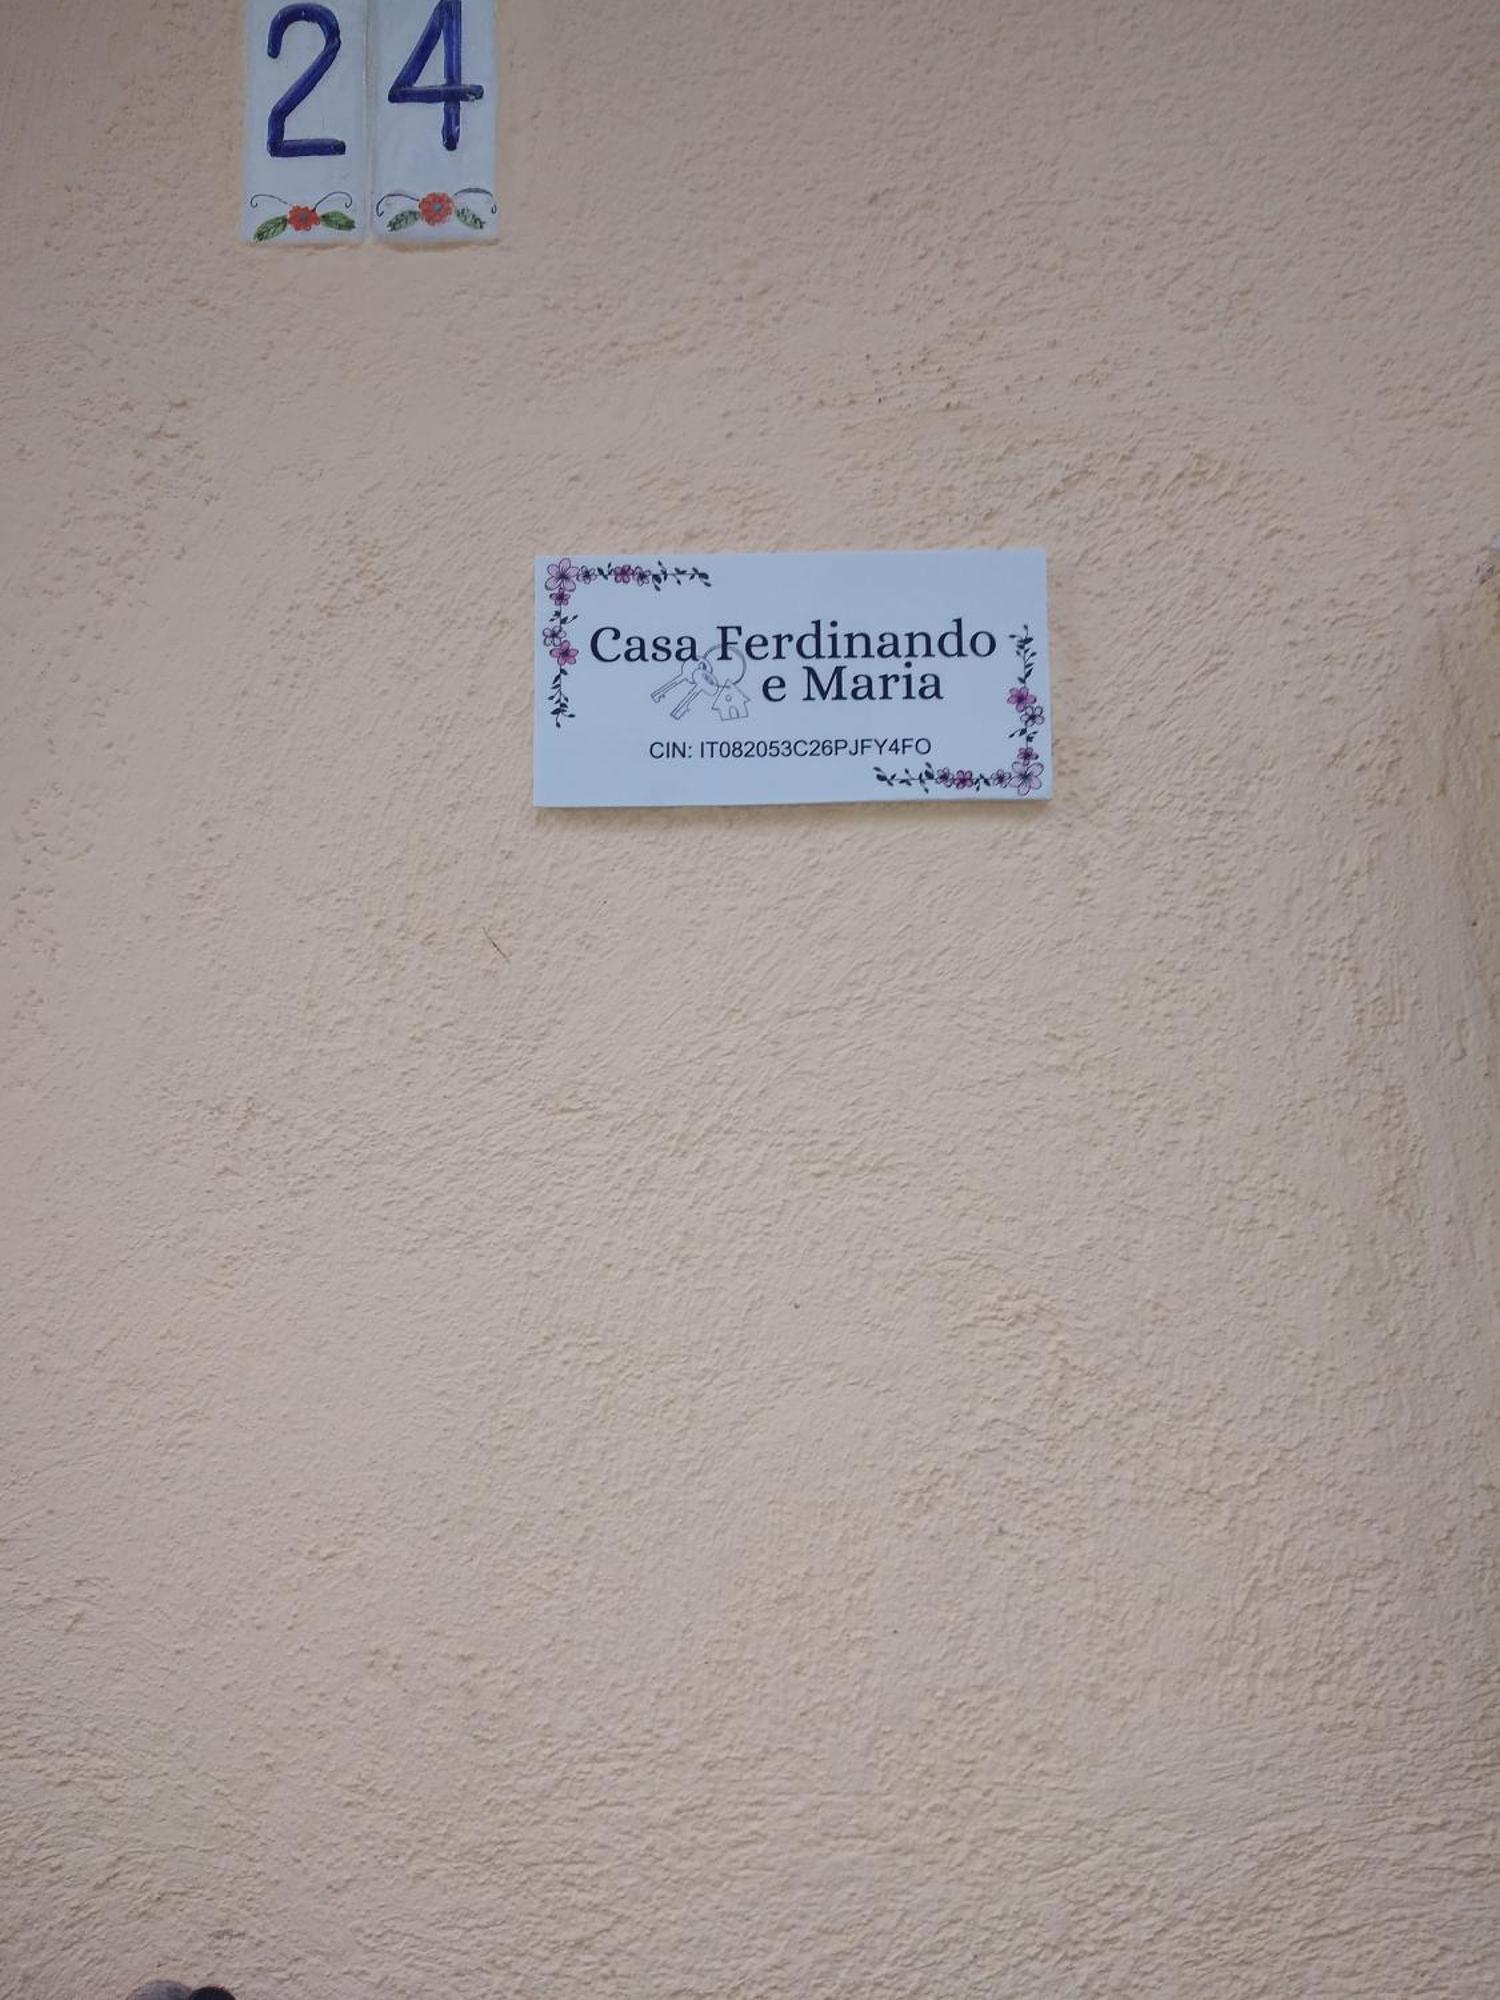 24
Casa Ferdinando
e Maria
CIN: IT082053C26PJFY4FO